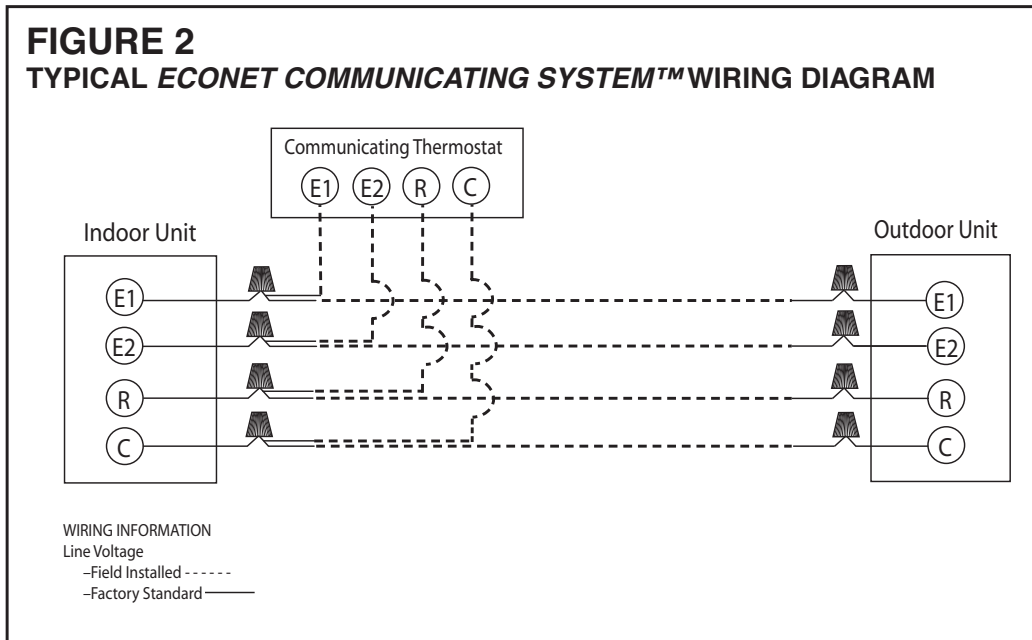 FIGURE 2
TYPICAL ECONET COMMUNICATING SYSTEM™ WIRING DIAGRAM
Communicating Thermostat
E1 E2 R C
Indoor Unit
Outdoor Unit
E1
E1
E2
E2
R
R
C
C
WIRING INFORMATION
Line Voltage
–Field Installed - - - - - -
–Factory Standard